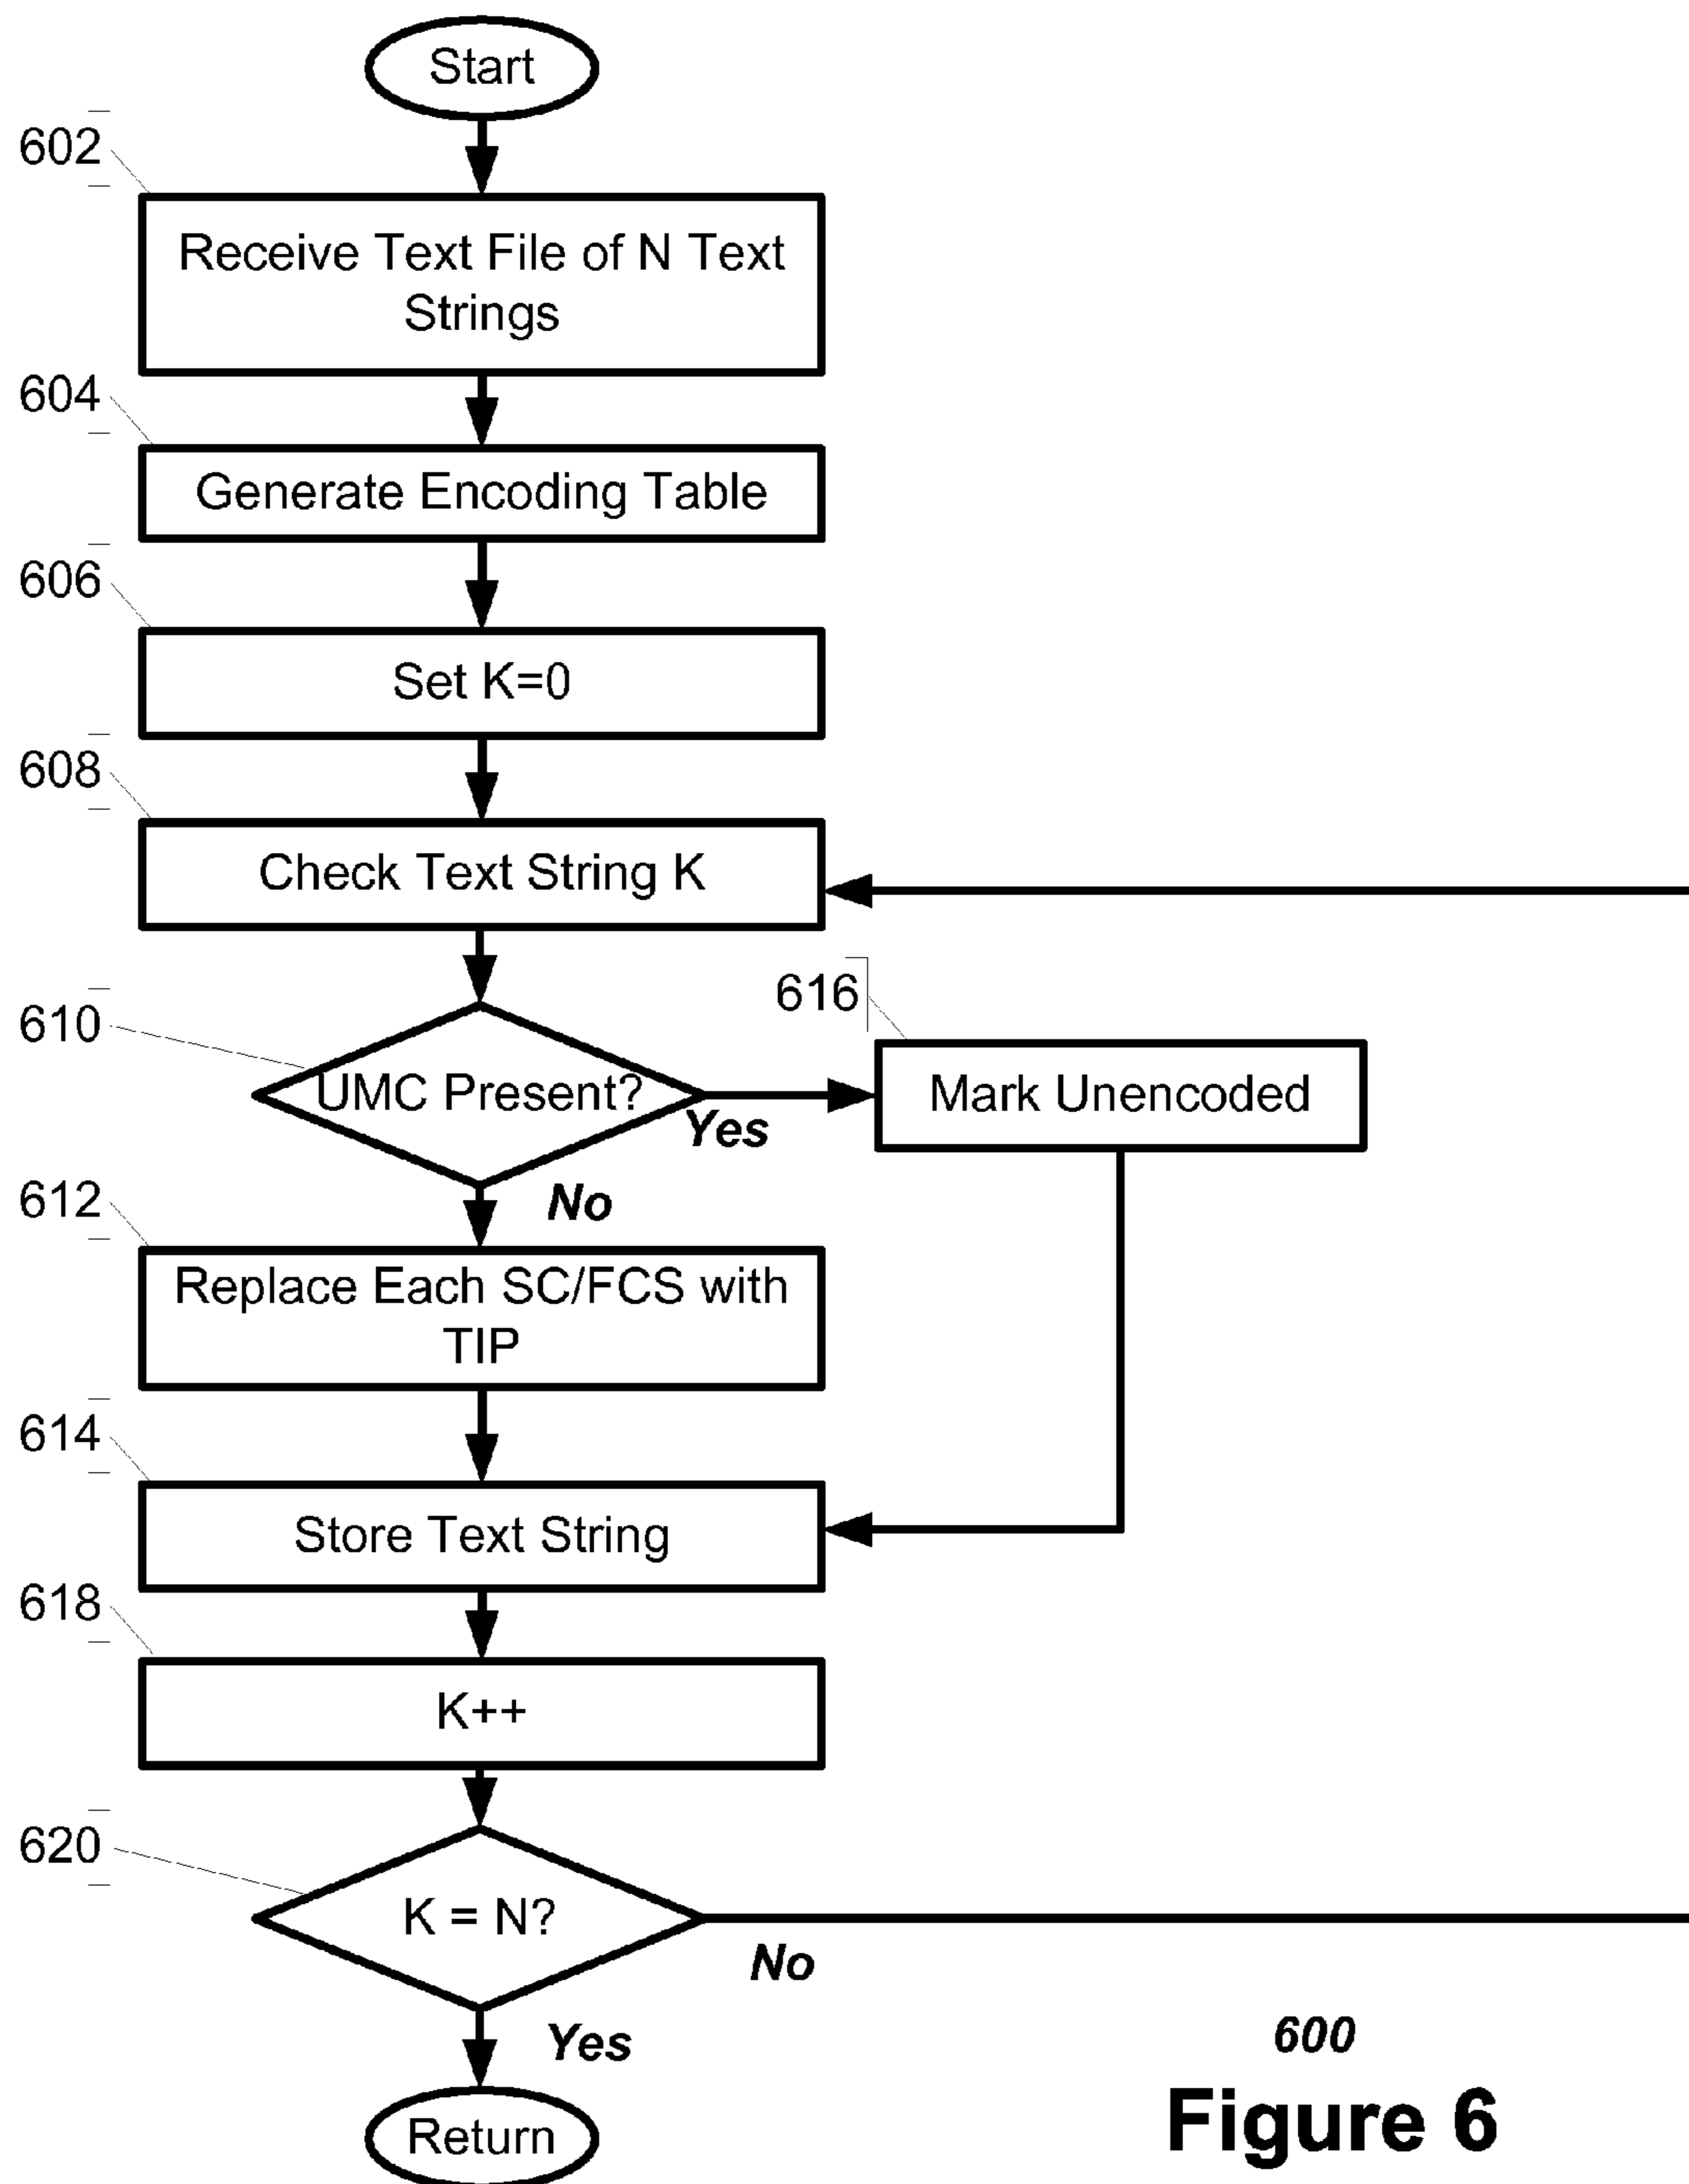 Start
602
Receive Text File of N Text
Strings
604
Generate Encoding Table
606
Set K=0
608
Check Text String K
610
UMC Present?
Yes
616
Mark Unencoded
No
612
Replace Each SC/FCS with
TIP
614
Store Text String
618
K++
620
K = N?
No
Yes
Return
600
Figure 6